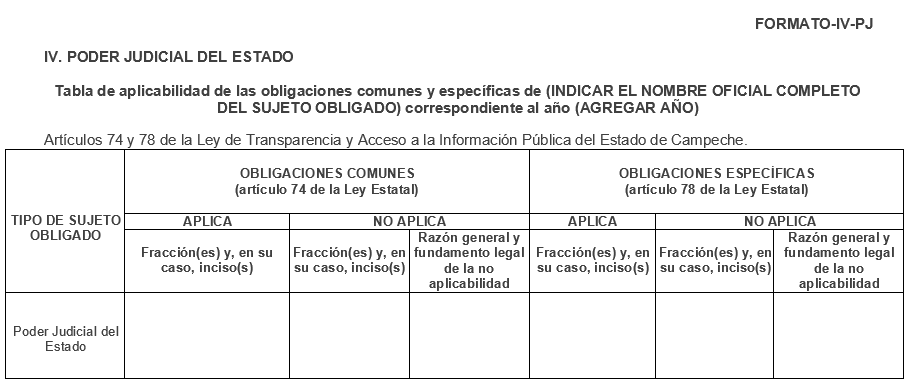 FORMATO-IV-PJ
IV. PODER JUDICIAL DEL ESTADO
Tabla de aplicabilidad de las obligaciones comunes y específicas de (INDICAR EL NOMBRE OFICIAL COMPLETO
DEL SUJETO OBLIGADO) correspondiente al año (AGREGAR AÑO)
Artículos 74 y 78 de la Ley de Transparencia y Acceso a la Información Pública del Estado de Campeche.
TIPO DE SUJETO
OBLIGADO
OBLIGACIONES COMUNES
(artículo 74 de la Ley Estatal)
OBLIGACIONES ESPECÍFICAS
(artículo 78 de la Ley Estatal)
APLICA
NO APLICA
APLICA
NO APLICA
Fracción(es) y, en su
caso, inciso(s)
Fracción(es) y, en
su caso, inciso(s)
Razón general y
fundamento legal
de la no
aplicabilidad
Fracción(es) y, en
su caso, inciso(s)
Fracción(es) y, en
su caso, inciso(s)
Razón general y
fundamento legal
de la no
aplicabilidad
Poder Judicial del
Estado